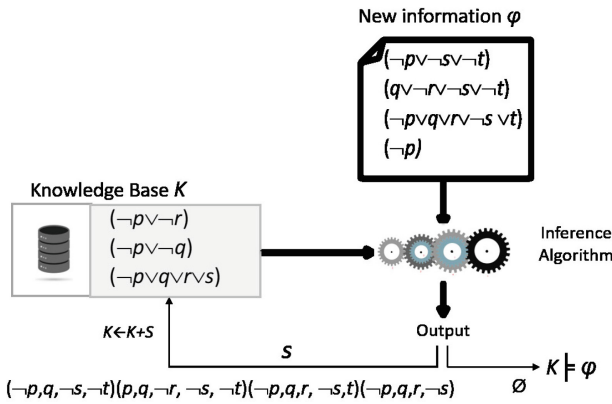 New information φ
(¬p∨¬s∨¬t)
(q∨¬r∨¬s∨¬t)
(¬p∨q∨r∨¬s ∨t)
(¬p)
Knowledge Base K
(¬p∨¬r)
(¬p∨¬q)
(¬p∨q∨r∨s)
Inference
Algorithm
K←K+S
Output
S
K ⊨ φ
∅
(¬p,q,¬s,¬t)(p,q,¬r, ¬s, ¬t)(¬p,q,r, ¬s,t)(¬p,q,r,¬s)